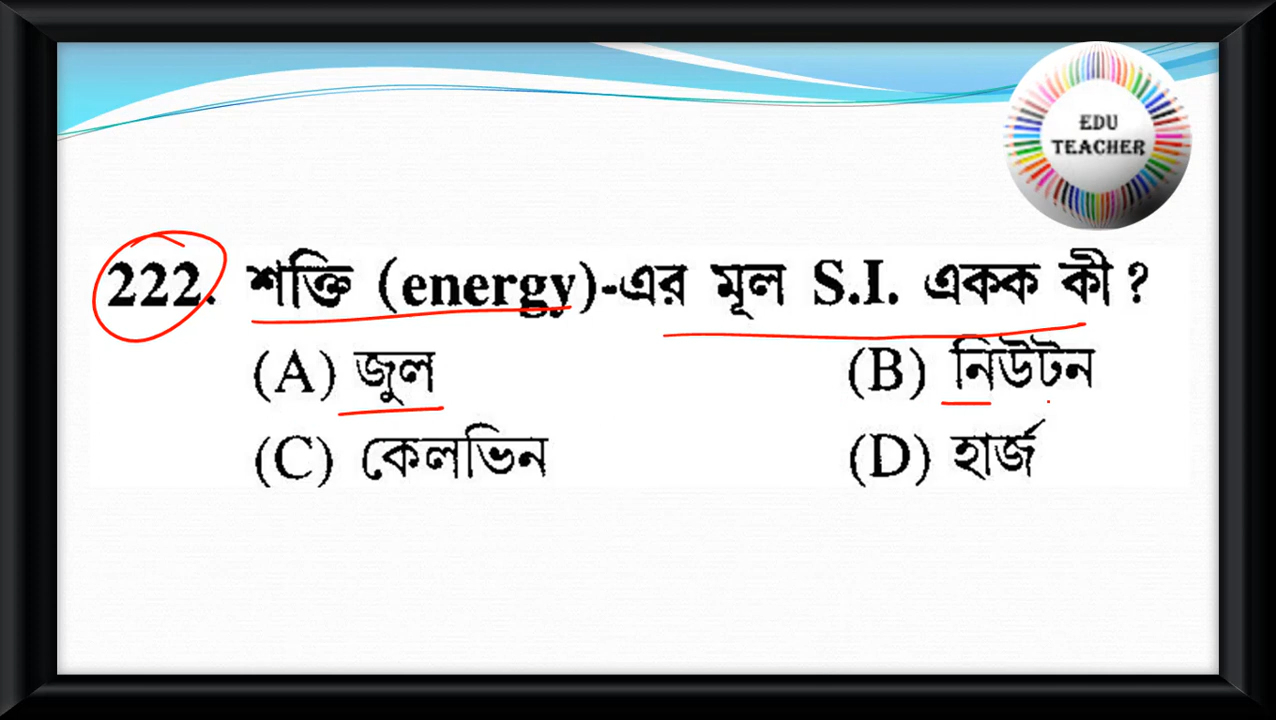 EDU
TEACHER
222. শক্তি (energy)-এর মূল S.I. একক কী ?
(A) জুল (B) নিউটন
(C) কেলভিন (D) হার্জ